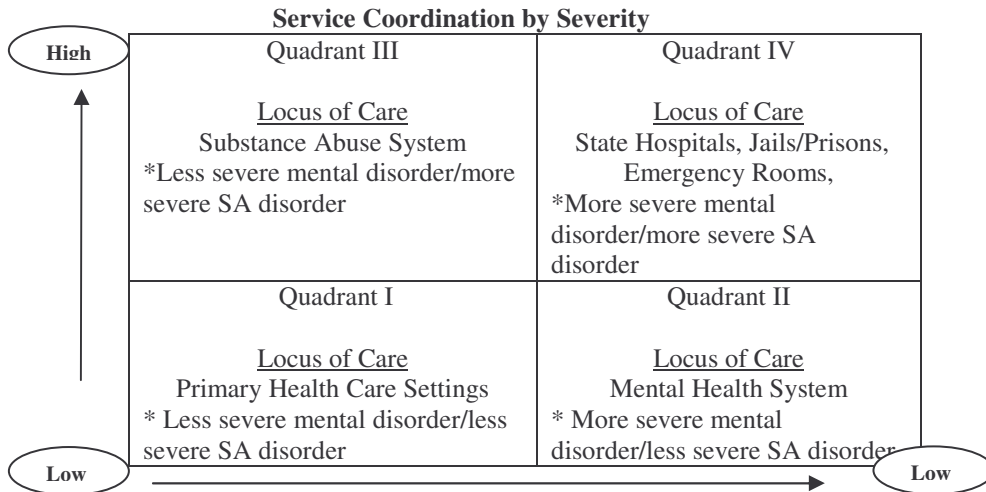 Service Coordination by Severity
High
Quadrant III
Locus of Care
Substance Abuse System
*Less severe mental disorder/more
severe SA disorder
Quadrant IV
Locus of Care
State Hospitals, Jails/Prisons,
Emergency Rooms,
*More severe mental
disorder/more severe SA
disorder
Quadrant I
Locus of Care
Primary Health Care Settings
* Less severe mental disorder/less
severe SA disorder
Quadrant II
Locus of Care
Mental Health System
* More severe mental
disorder/less severe SA disorder
Low
Low